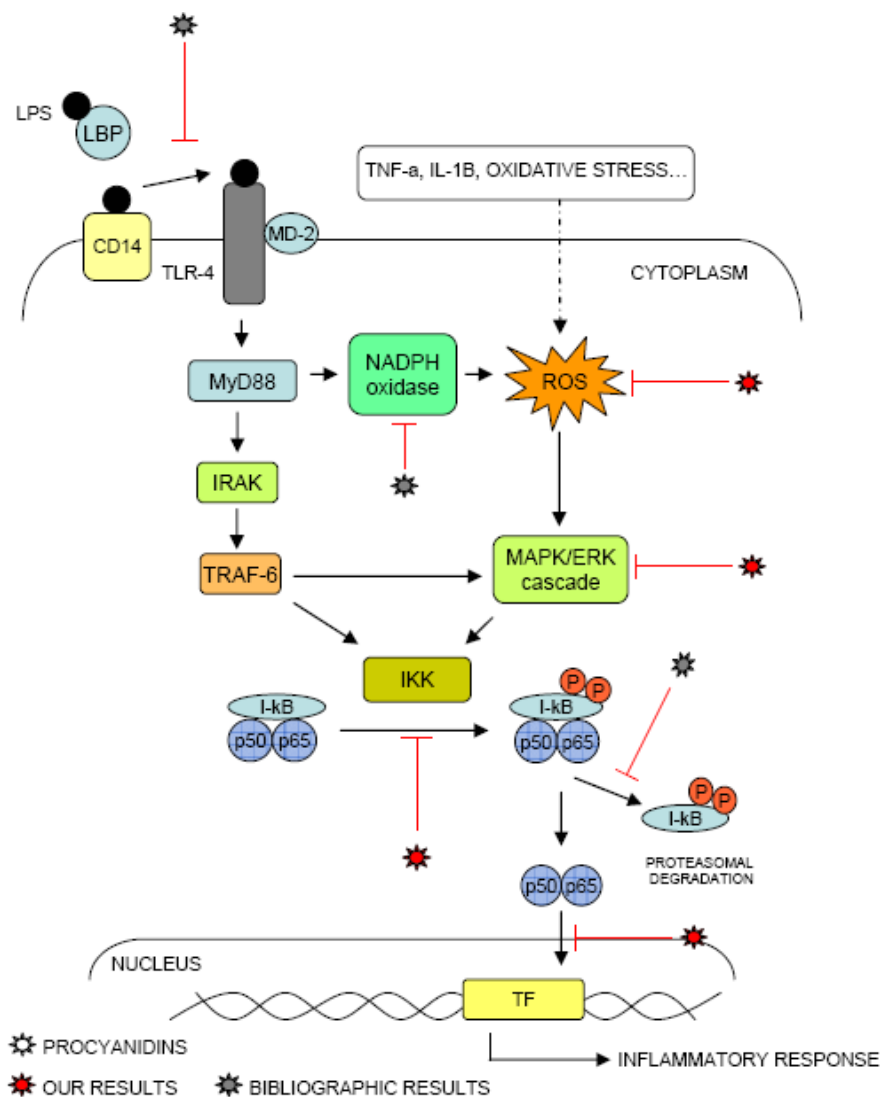 LPS
LBP
TNF-a, IL-1B, OXIDATIVE STRESS...
CD14
TLR-4
MD-2
CYTOPLASM
MyD88
NADPH
oxidase
ROS
IRAK
TRAF-6
MAPK/ERK
cascade
IKK
I-kB
p50 p65
P P
I-kB
p50 p65
P P
I-kB
PROTEASOMAL
DEGRADATION
p50 p65
NUCLEUS
TF
PROCYANIDINS
INFLAMMATORY RESPONSE
OUR RESULTS
BIBLIOGRAPHIC RESULTS